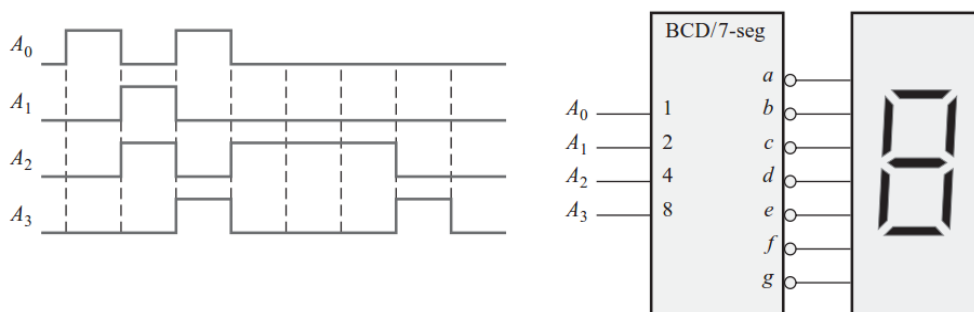 A₀
A₁
A₂
A₃
BCD/7-seg
a
A₀ 1 b
A₁ 2 c
A₂ 4 d
A₃ 8 e
f
g